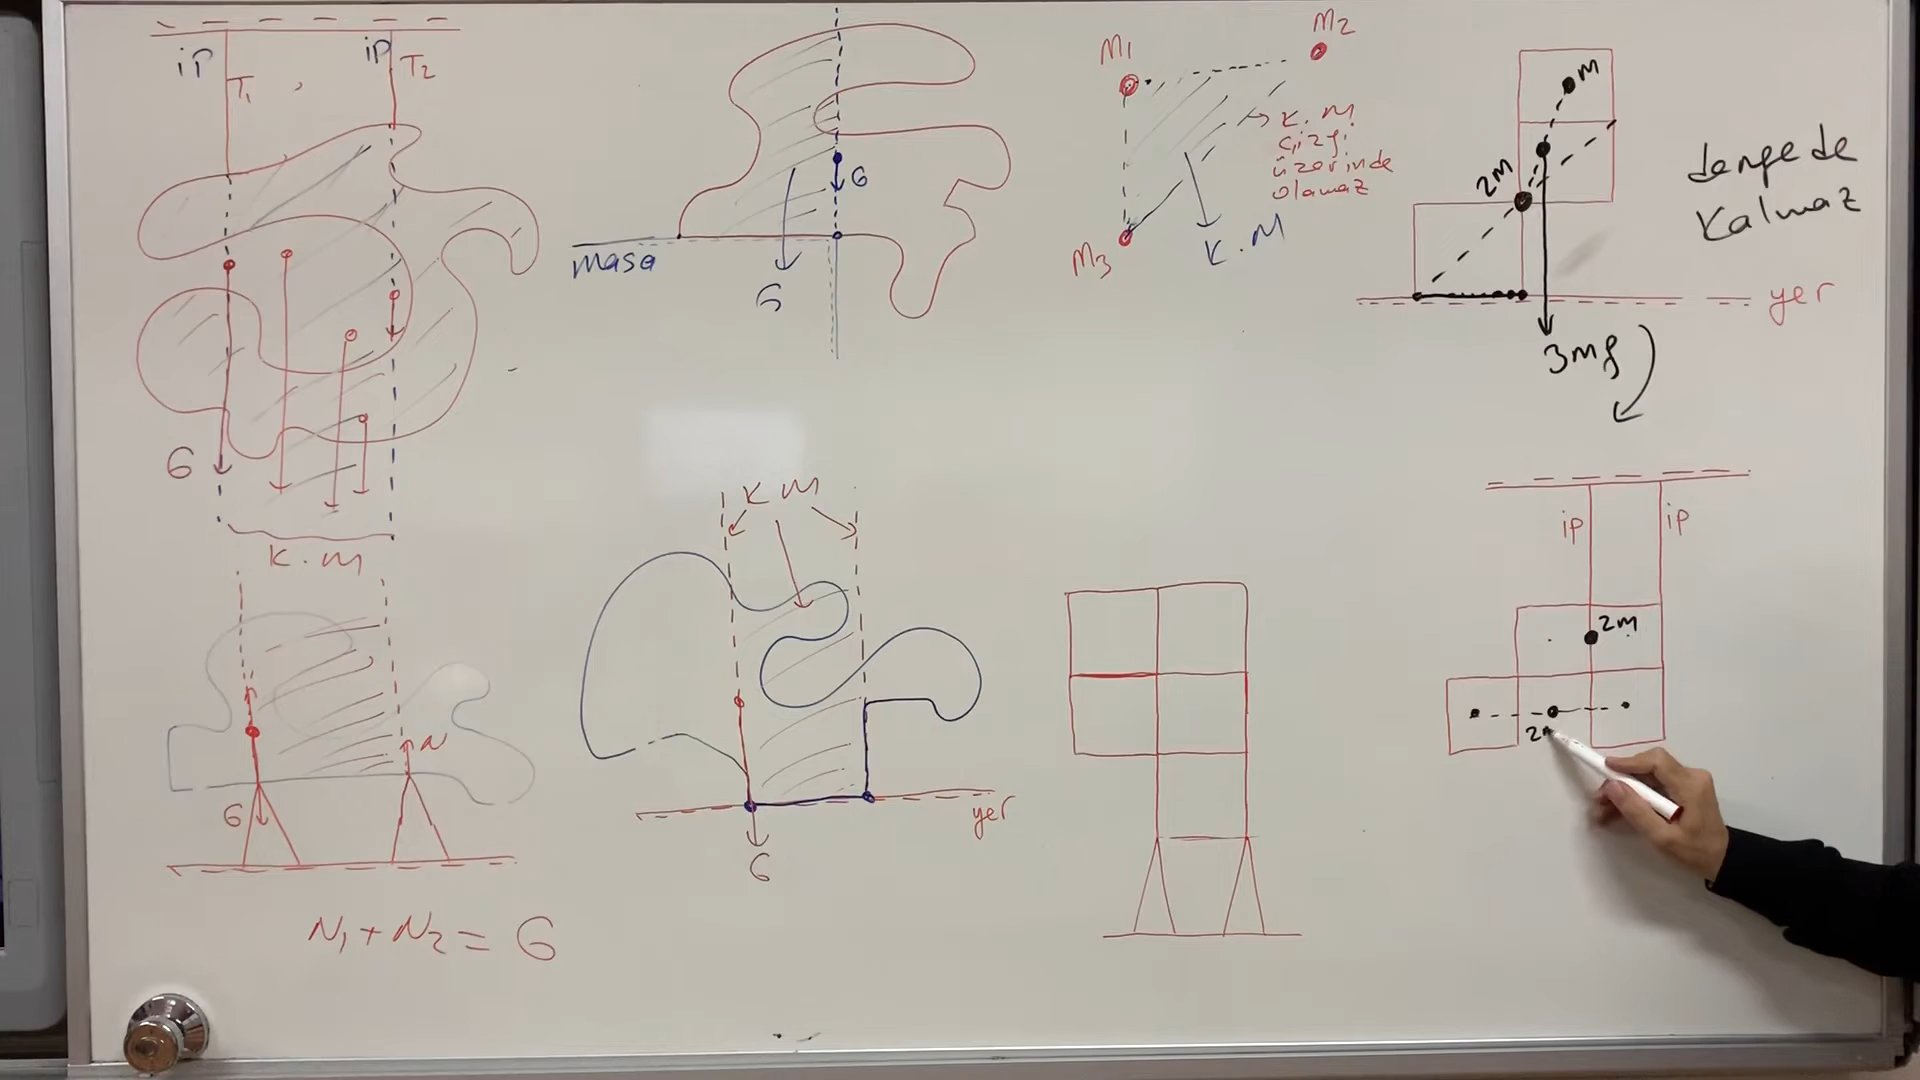 ip
T₁
ip
T₂
G
K.M
masa
G
G
M₁
M₂
M₃
K.M
çizgi
üzerinde
olamaz
K.M
M
2M
dengede
Kalmaz
yer
3mg
K M
yer
G
G
N
N₁+N₂=G
ip
ip
2M